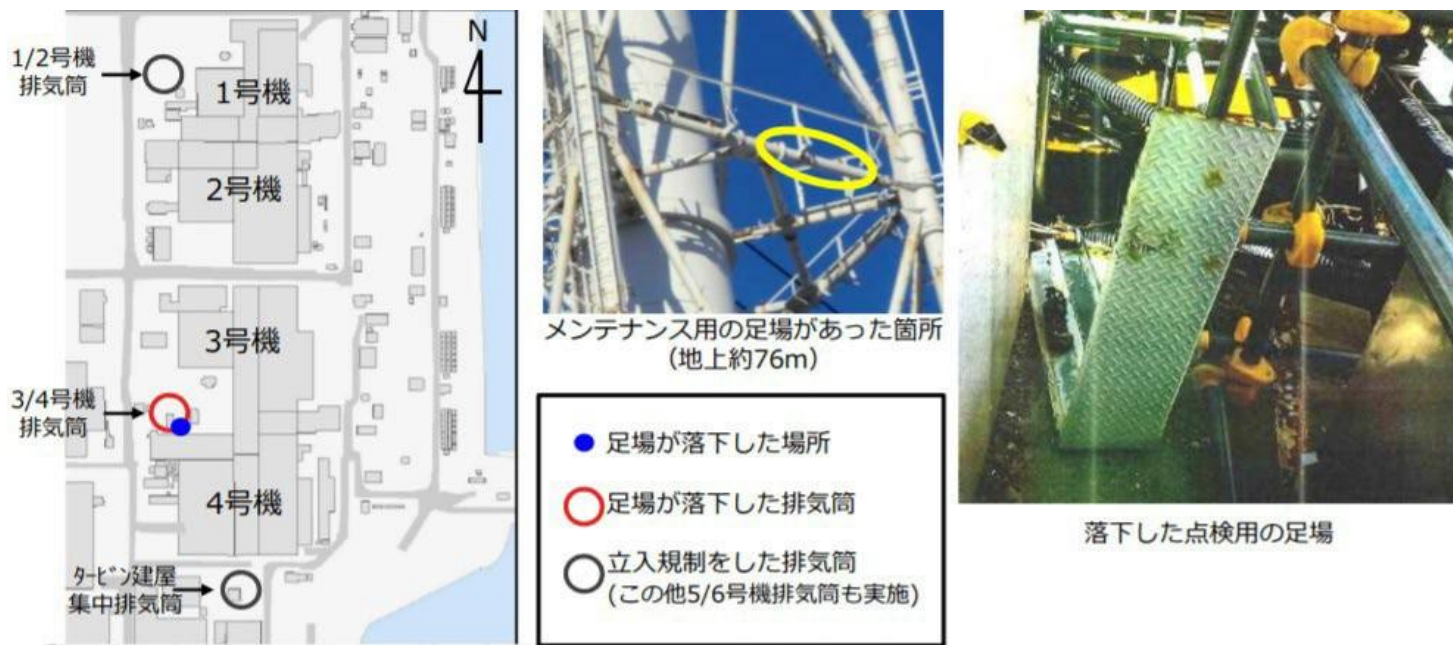 1/2号機
排気筒
1号機
2号機
N
3号機
3/4号機
排気筒
4号機
ﾀｰﾋﾞﾝ建屋
集中排気筒
メンテナンス用の足場があった箇所
(地上約76m)
足場が落下した場所
足場が落下した排気筒
立入規制をした排気筒
(この他5/6号機排気筒も実施)
落下した点検用の足場